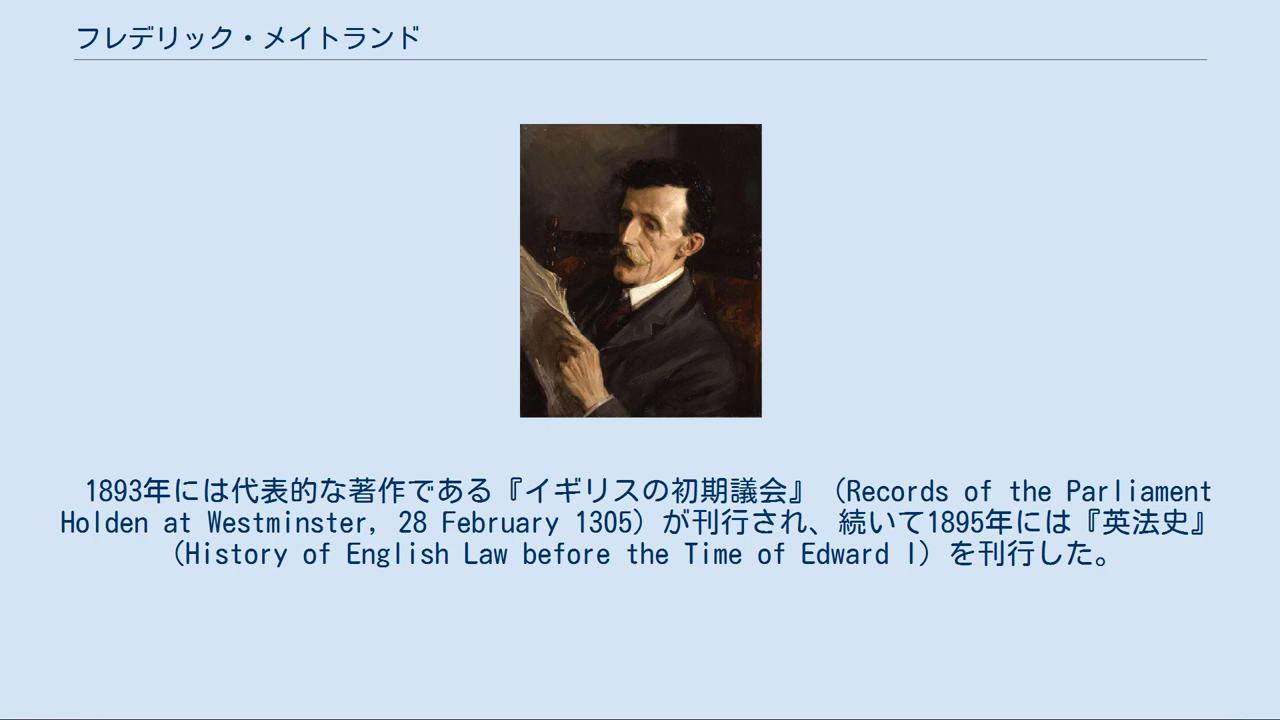 フレデリック・メイトランド
1893年には代表的な著作である『イギリスの初期議会』（Records of the Parliament
Holden at Westminster, 28 February 1305）が刊行され、続いて1895年には『英法史』
（History of English Law before the Time of Edward I）を刊行した。